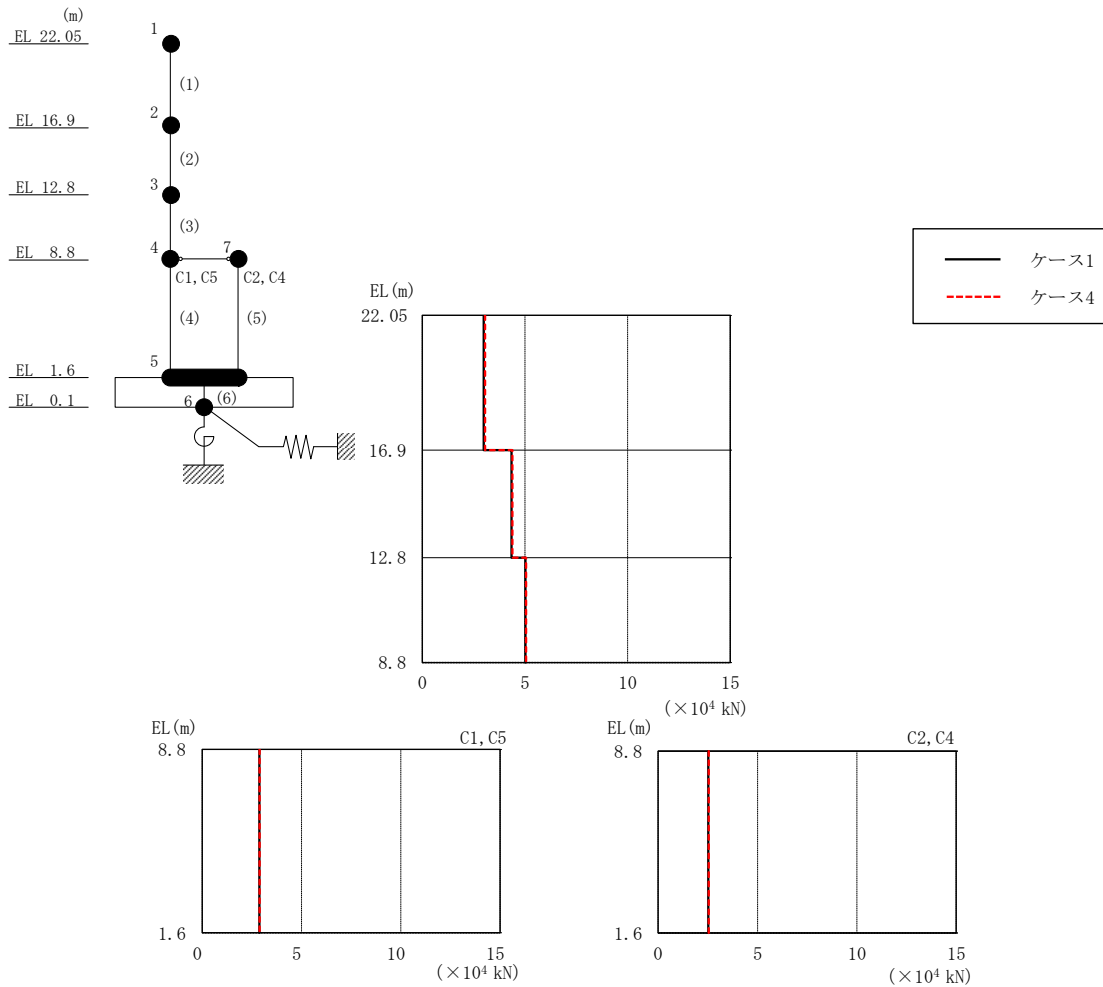 (m)
EL 22.05
1
(1)
EL 16.9
2
(2)
EL 12.8
3
(3)
EL 8.8
4
7
C1,C5
C2,C4
(4)
(5)
EL 1.6
5
EL 0.1
6
(6)
ケース1
ケース4
EL(m)
22.05
16.9
12.8
8.8
0 5 10 15
(×10⁴ kN)
EL(m)
C1,C5
8.8
1.6
0 5 10 15
(×10⁴ kN)
EL(m)
C2,C4
8.8
1.6
0 5 10 15
(×10⁴ kN)